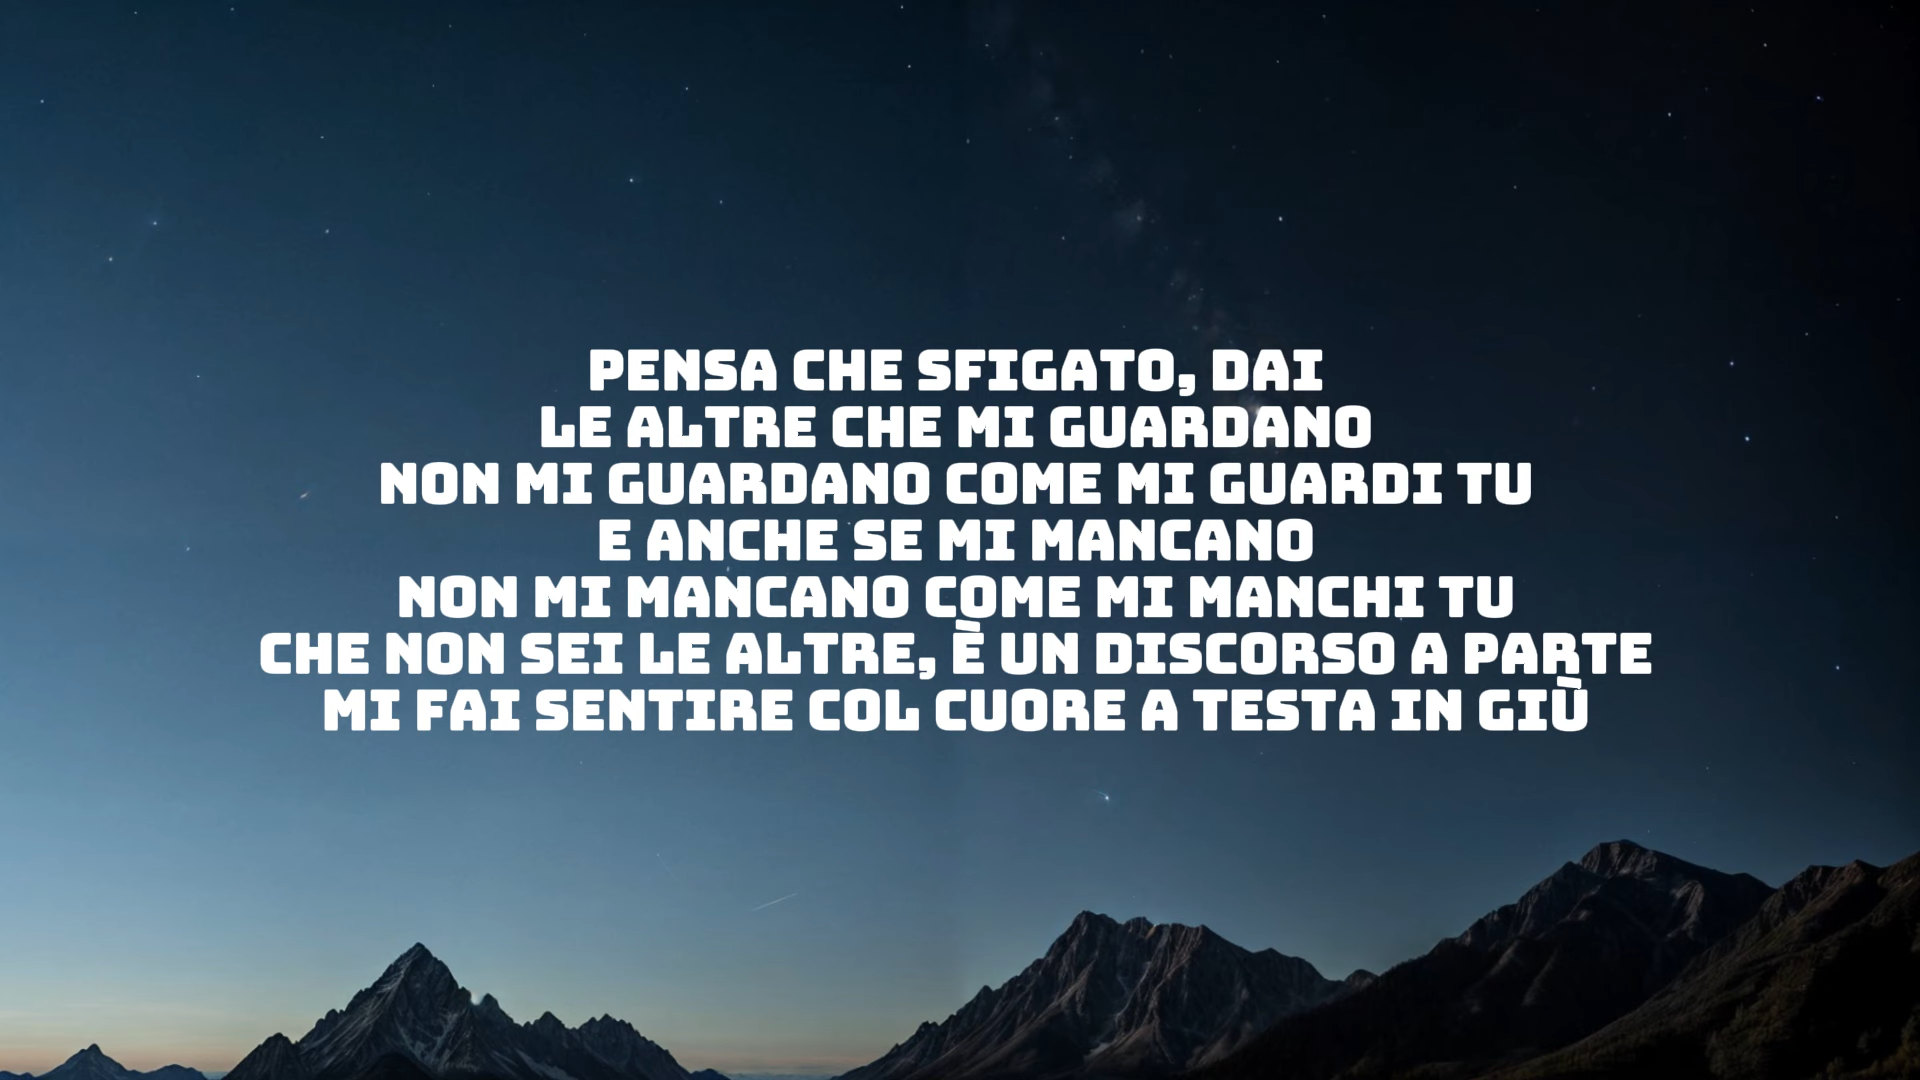 PENSA CHE SFIGATO, DAI
LE ALTRE CHE MI GUARDANO
NON MI GUARDANO COME MI GUARDI TU
E ANCHE SE MI MANCANO
NON MI MANCANO COME MI MANCHI TU
CHE NON SEI LE ALTRE, È UN DISCORSO A PARTE
MI FAI SENTIRE COL CUORE A TESTA IN GIÙ